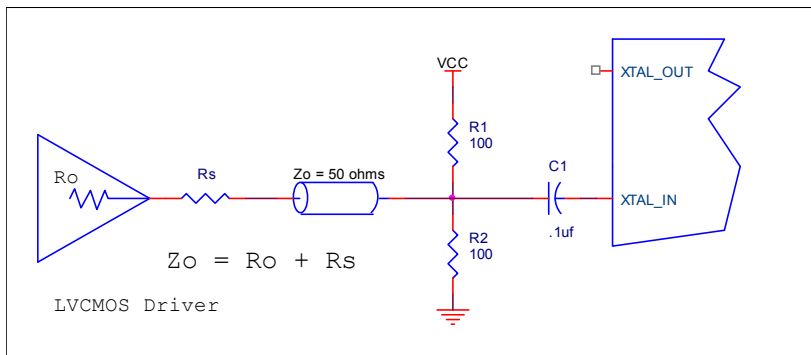 VCC
XTAL_OUT
R1
100
Ro
Rs
Zo = 50 ohms
C1
XTAL_IN
.1uf
R2
100
Zo = Ro + Rs
LVCMOS Driver